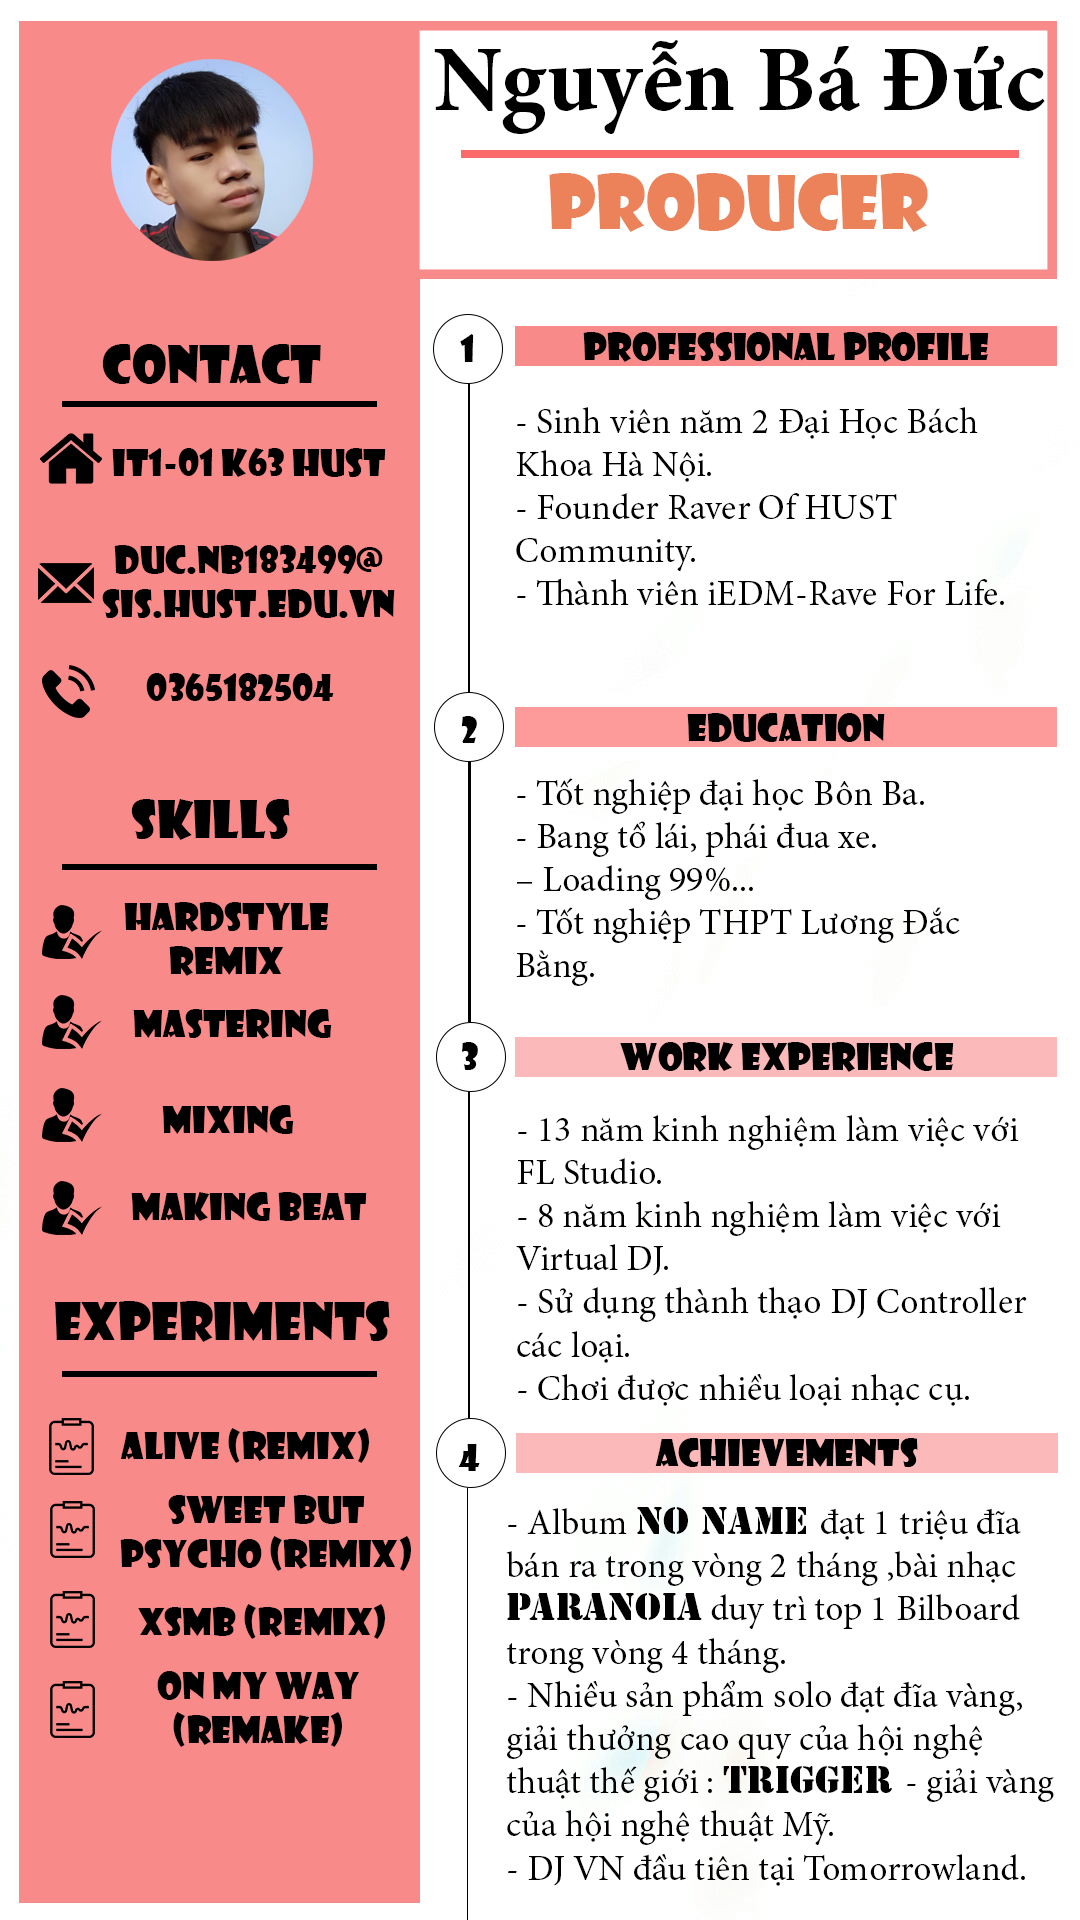 Nguyễn Bá Đức
PRODUCER
CONTACT
IT1-01 K63 HUST
DUC.NB183499@
SIS.HUST.EDU.VN
0365182504
SKILLS
HARDSTYLE
REMIX
MASTERING
MIXING
MAKING BEAT
EXPERIMENTS
ALIVE (REMIX)
SWEET BUT
PSYCHO (REMIX)
XSMB (REMIX)
ON MY WAY
(REMAKE)
1 PROFESSIONAL PROFILE
- Sinh viên năm 2 Đại Học Bách
Khoa Hà Nội.
- Founder Raver Of HUST
Community.
- Thành viên iEDM-Rave For Life.
2 EDUCATION
- Tốt nghiệp đại học Bôn Ba.
- Bang tổ lái, phái đua xe.
– Loading 99%...
- Tốt nghiệp THPT Lương Đắc
Bằng.
3 WORK EXPERIENCE
- 13 năm kinh nghiệm làm việc với
FL Studio.
- 8 năm kinh nghiệm làm việc với
Virtual DJ.
- Sử dụng thành thạo DJ Controller
các loại.
- Chơi được nhiều loại nhạc cụ.
4 ACHIEVEMENTS
- Album NO NAME đạt 1 triệu đĩa
bán ra trong vòng 2 tháng ,bài nhạc
PARANOIA duy trì top 1 Bilboard
trong vòng 4 tháng.
- Nhiều sản phẩm solo đạt đĩa vàng,
giải thưởng cao quy của hội nghệ
thuật thế giới : TRIGGER - giải vàng
của hội nghệ thuật Mỹ.
- DJ VN đầu tiên tại Tomorrowland.